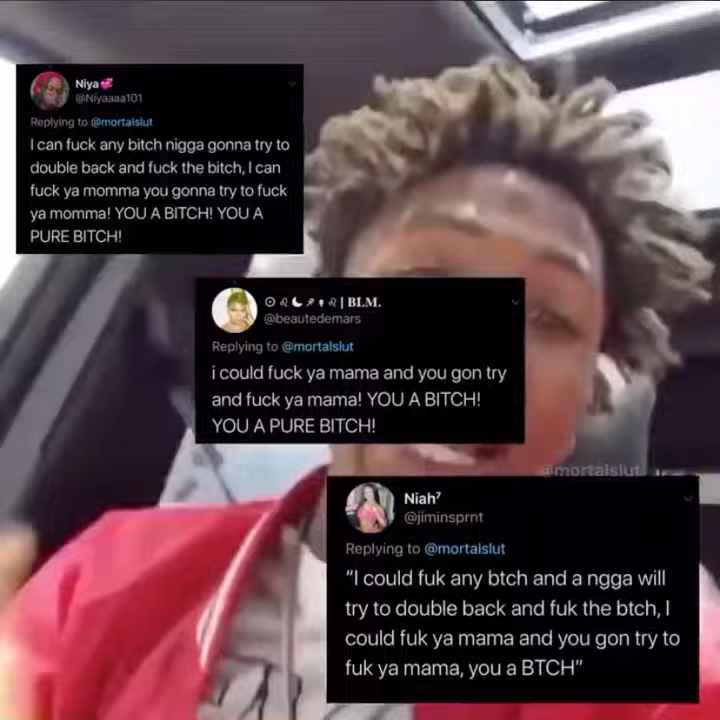 Niya💞
@Niyaaaa101
Replying to @mortalslut
I can fuck any bitch nigga gonna try to
double back and fuck the bitch, I can
fuck ya momma you gonna try to fuck
ya momma! YOU A BITCH! YOU A
PURE BITCH!
⊙♌︎☾♐︎⚵♌︎ | BLM.
@beautedemars
Replying to @mortalslut
i could fuck ya mama and you gon try
and fuck ya mama! YOU A BITCH!
YOU A PURE BITCH!
@mortalslut
Niah⁷
@jiminsprnt
Replying to @mortalslut
“I could fuk any btch and a ngga will
try to double back and fuk the btch, I
could fuk ya mama and you gon try to
fuk ya mama, you a BTCH”